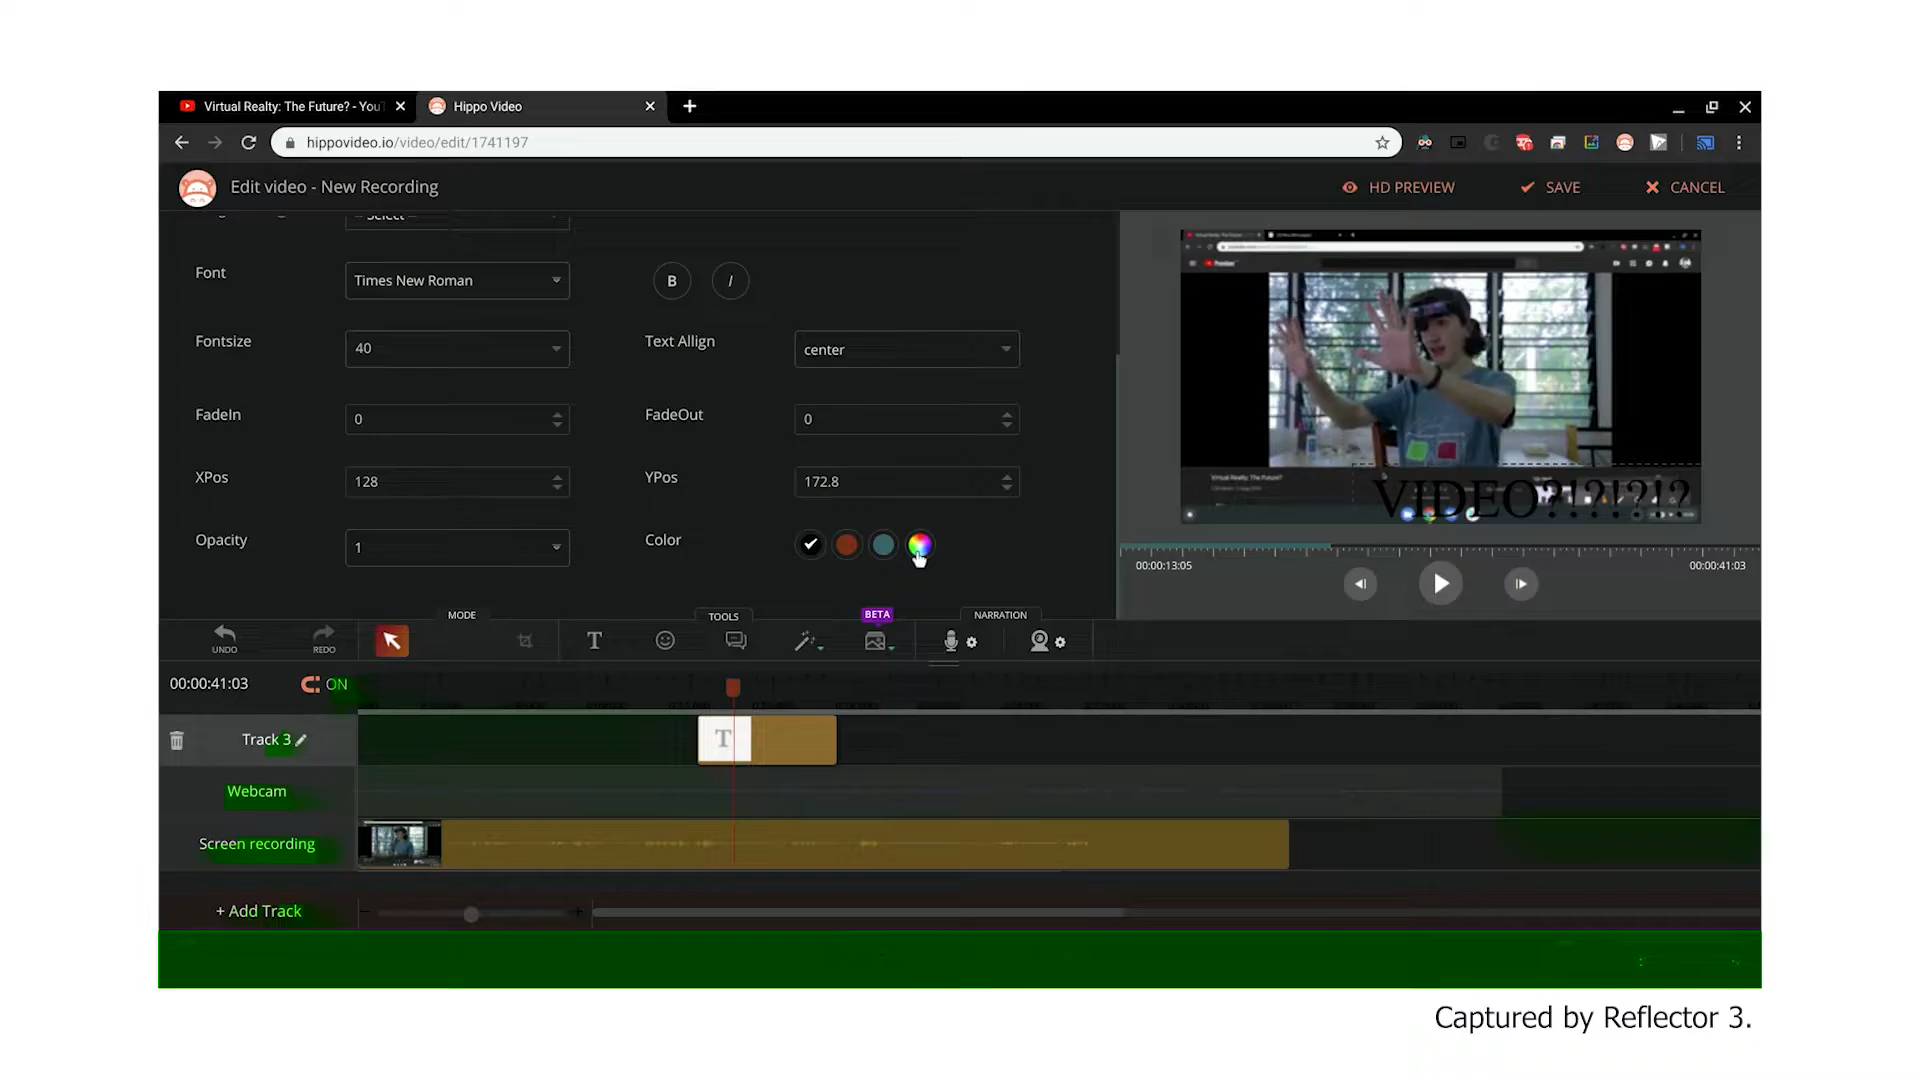 Virtual Realty: The Future? - You
Hippo Video
hippovideo.io/video/edit/1741197
Edit video - New Recording
HD PREVIEW
SAVE
CANCEL
Select
Font
Times New Roman
B
I
Fontsize
40
Text Allign
center
FadeIn
0
FadeOut
0
XPos
128
YPos
172.8
Opacity
1
Color
VIDEO?!?!?!?
00:00:13:05
00:00:41:03
MODE
TOOLS
BETA
NARRATION
UNDO
REDO
T
00:00:41:03
ON
Track 3
T
Webcam
Screen recording
+ Add Track
Captured by Reflector 3.